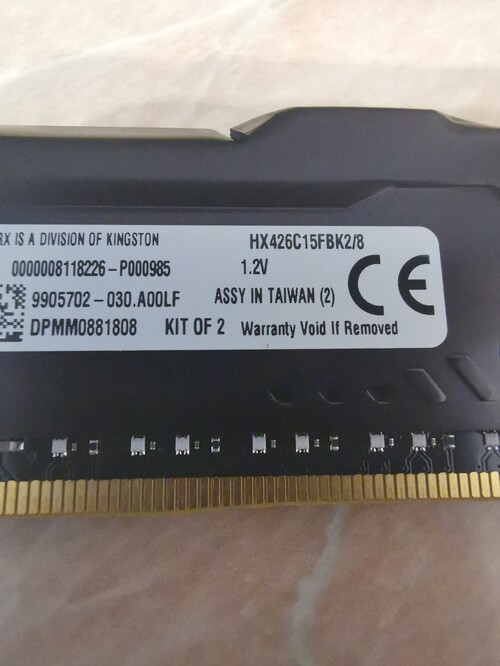 RX IS A DIVISION OF KINGSTON
HX426C15FBK2/8
0000008118226-P000985
1.2V
9905702-030.A00LF
ASSY IN TAIWAN (2)
CE
DPMM0881808
KIT OF 2
Warranty Void If Removed